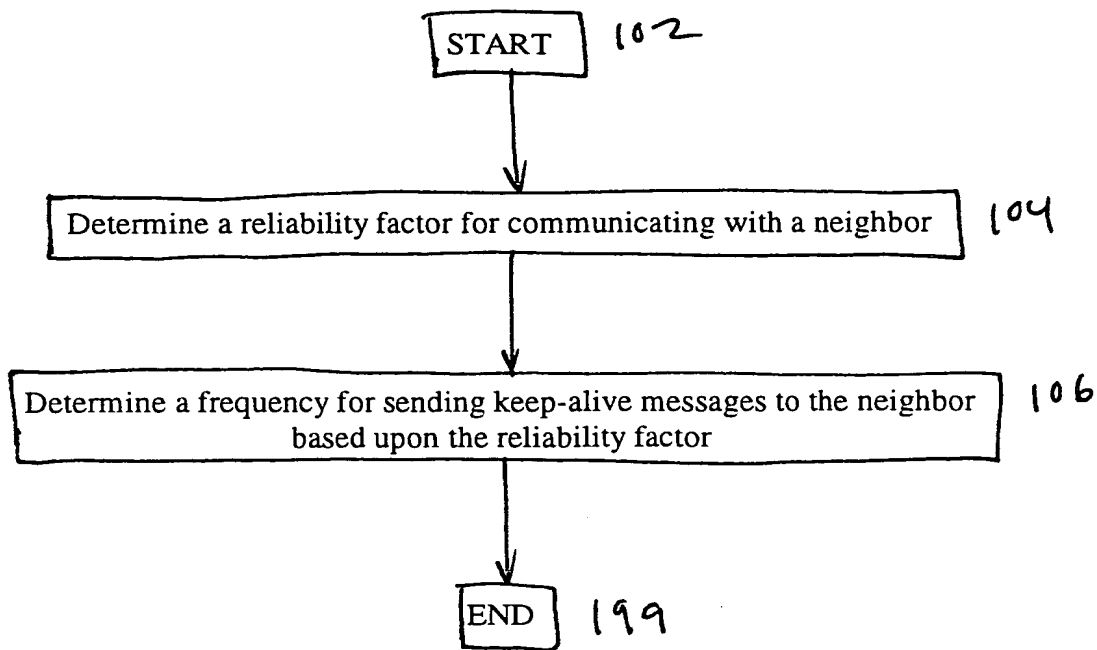 START 102
Determine a reliability factor for communicating with a neighbor 104
Determine a frequency for sending keep-alive messages to the neighbor 106
based upon the reliability factor
END 199